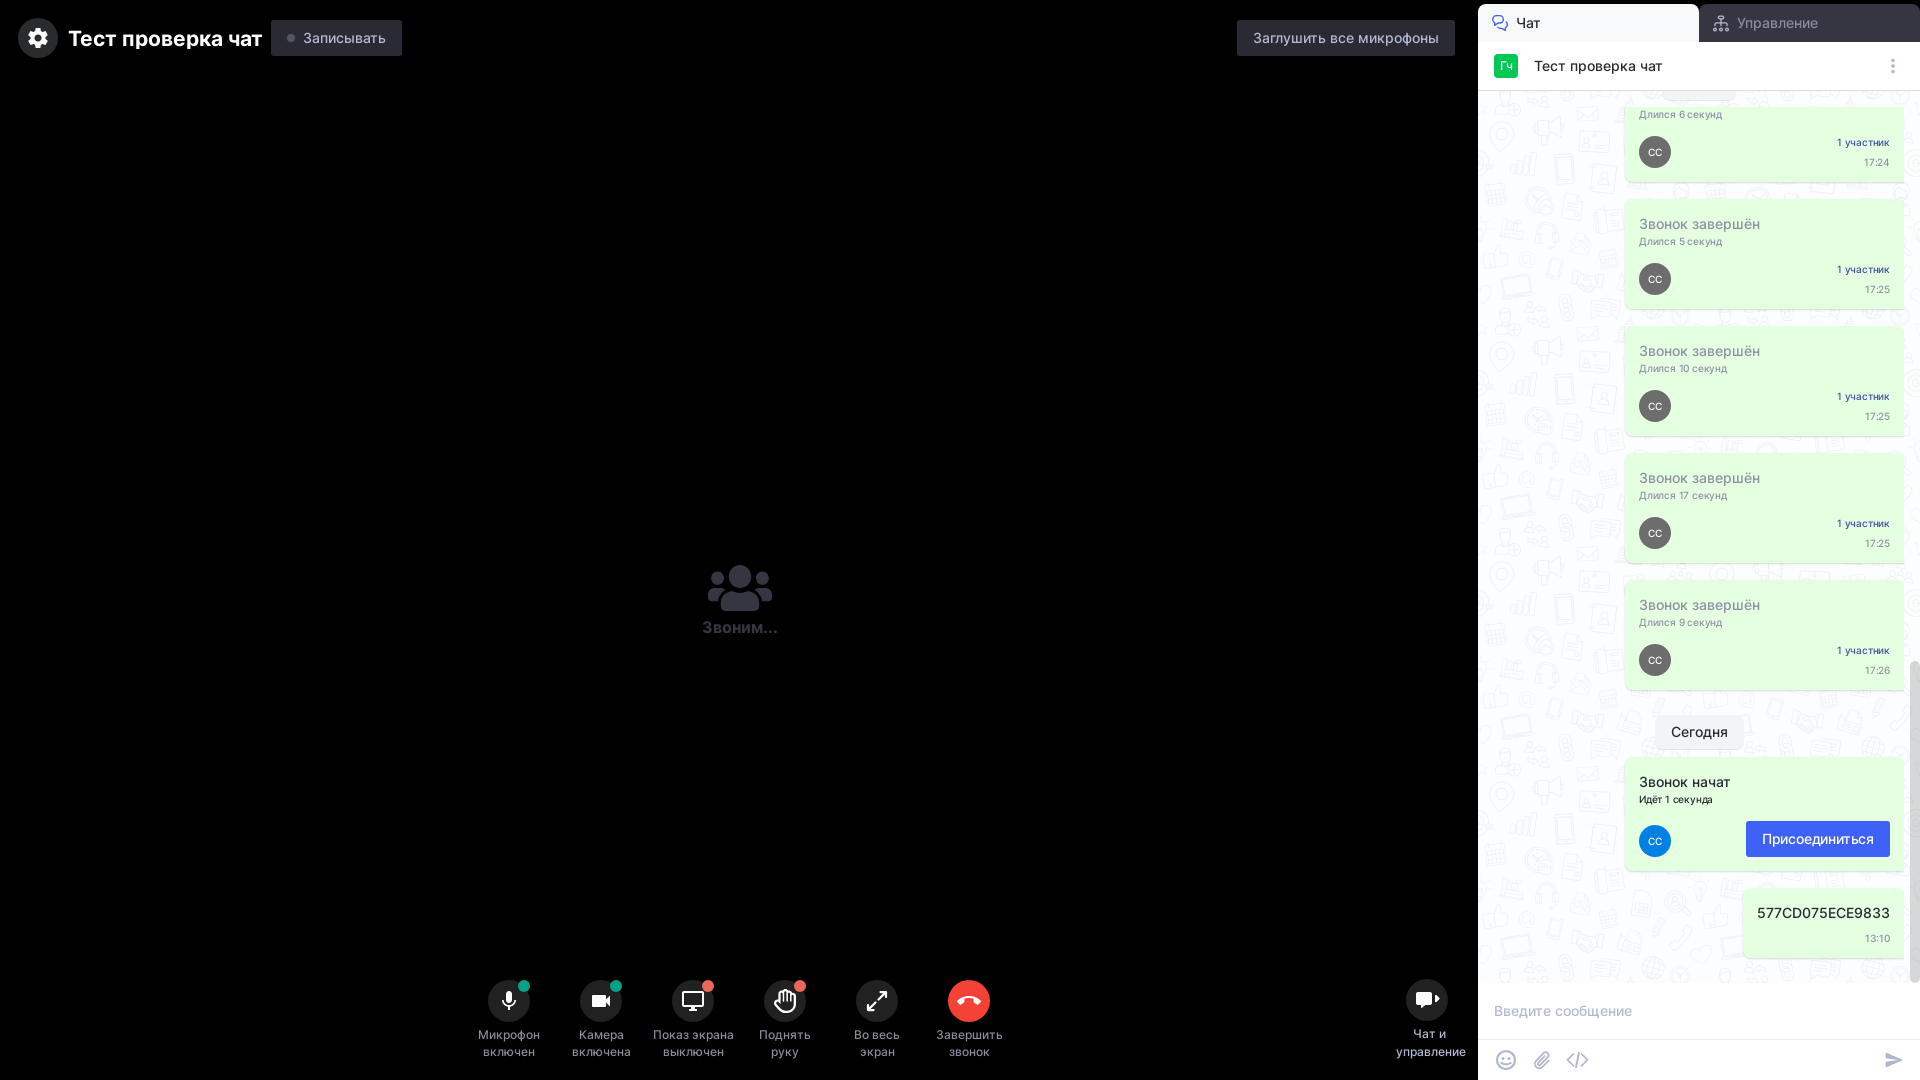 Тест проверка чат
Записывать
Заглушить все микрофоны
Звоним...
Микрофон
включен
Камера
включена
Показ экрана
выключен
Поднять
руку
Во весь
экран
Завершить
звонок
Чат и
управление
Чат
Управление
Гч
Тест проверка чат
Длился 6 секунд
СС
1 участник
17:24
Звонок завершён
Длился 5 секунд
СС
1 участник
17:25
Звонок завершён
Длился 10 секунд
СС
1 участник
17:25
Звонок завершён
Длился 17 секунд
СС
1 участник
17:25
Звонок завершён
Длился 9 секунд
СС
1 участник
17:26
Сегодня
Звонок начат
Идёт 1 секунда
СС
Присоединиться
577CD075ECE9833
13:10
Введите сообщение